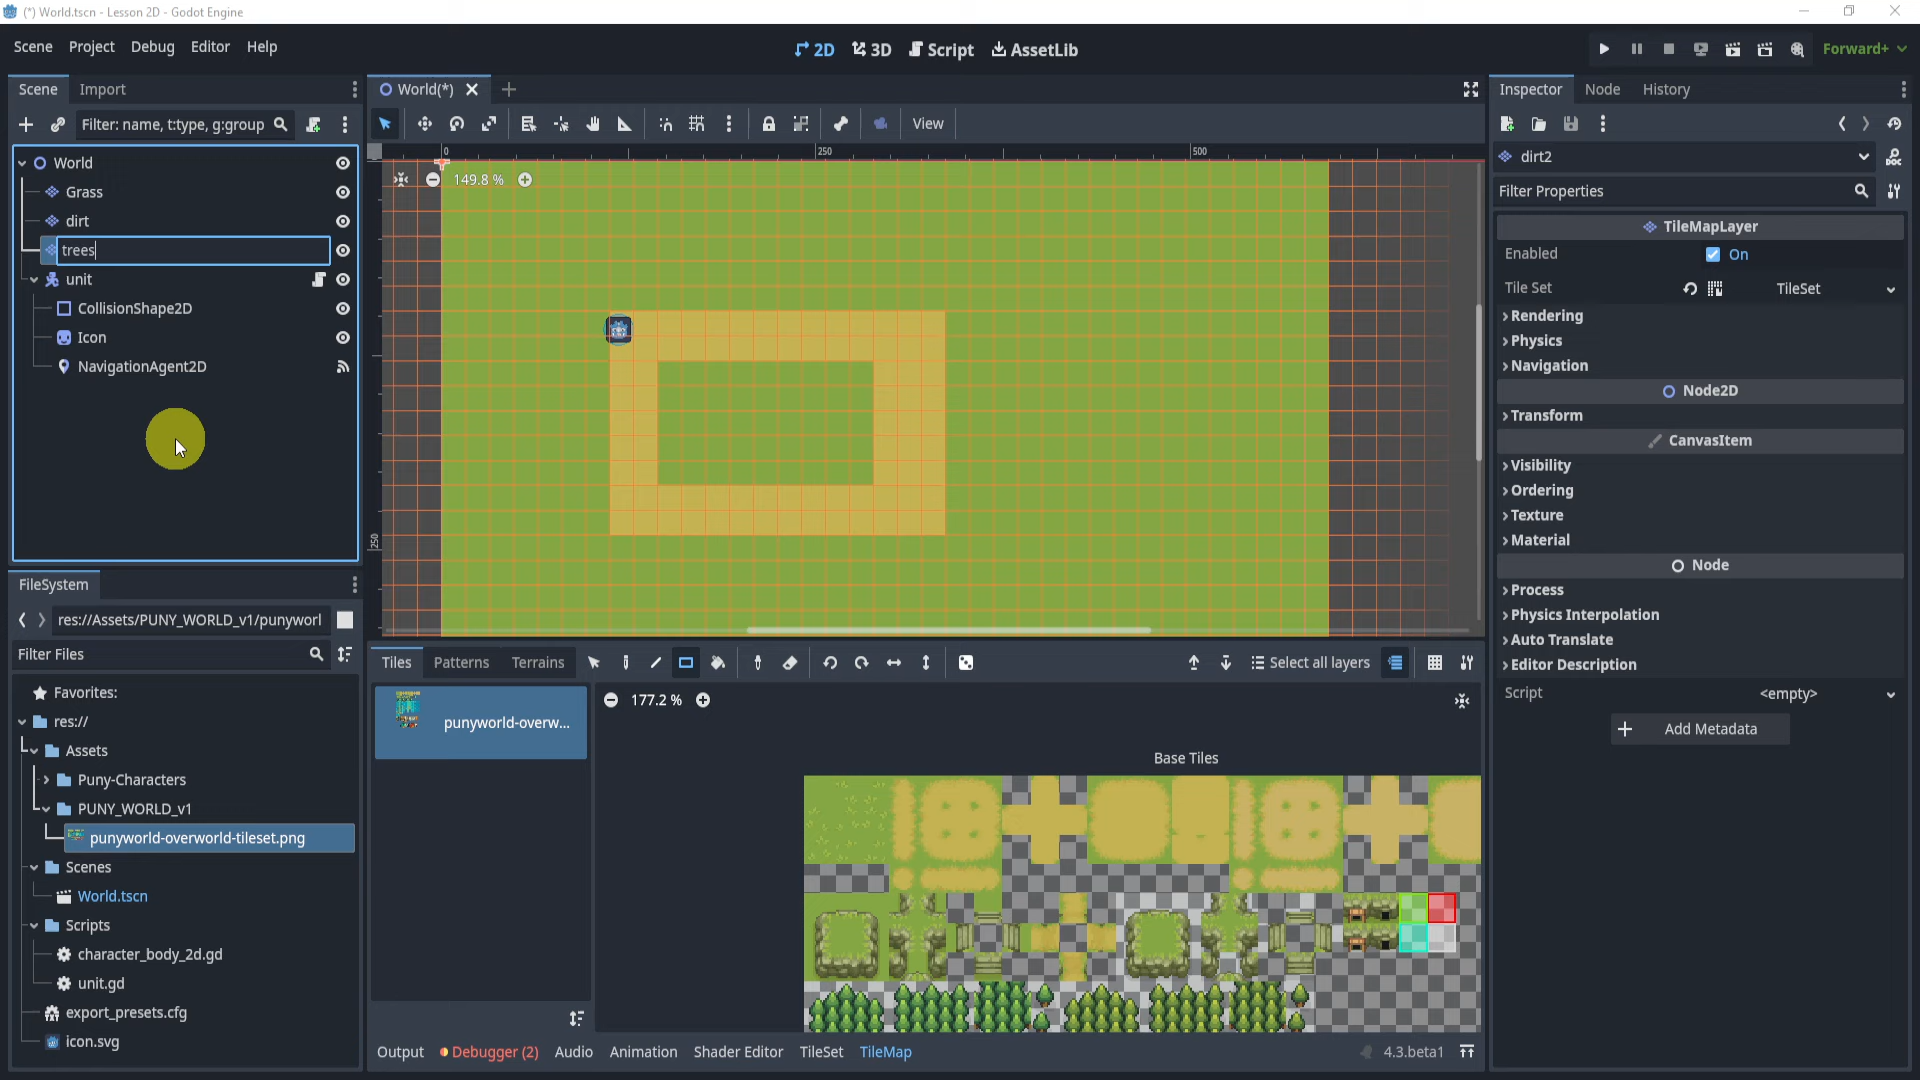 (*) World.tscn - Lesson 2D - Godot Engine
Scene Project Debug Editor Help
2D 3D Script AssetLib
Forward+
Scene Import
World(*)
Inspector Node History
Filter: name, t:type, g:group
View
World
Grass
dirt
trees
unit
CollisionShape2D
Icon
NavigationAgent2D
0 250 500
250
149.8 %
dirt2
Filter Properties
TileMapLayer
Enabled On
Tile Set TileSet
Rendering
Physics
Navigation
Node2D
Transform
CanvasItem
Visibility
Ordering
Texture
Material
Node
Process
Physics Interpolation
Auto Translate
Editor Description
Script <empty>
Add Metadata
FileSystem
res://Assets/PUNY_WORLD_v1/punyworl
Filter Files
Favorites:
res://
Assets
Puny-Characters
PUNY_WORLD_v1
punyworld-overworld-tileset.png
Scenes
World.tscn
Scripts
character_body_2d.gd
unit.gd
export_presets.cfg
icon.svg
Tiles Patterns Terrains
Select all layers
punyworld-overw...
177.2 %
Base Tiles
Output Debugger (2) Audio Animation Shader Editor TileSet TileMap
4.3.beta1